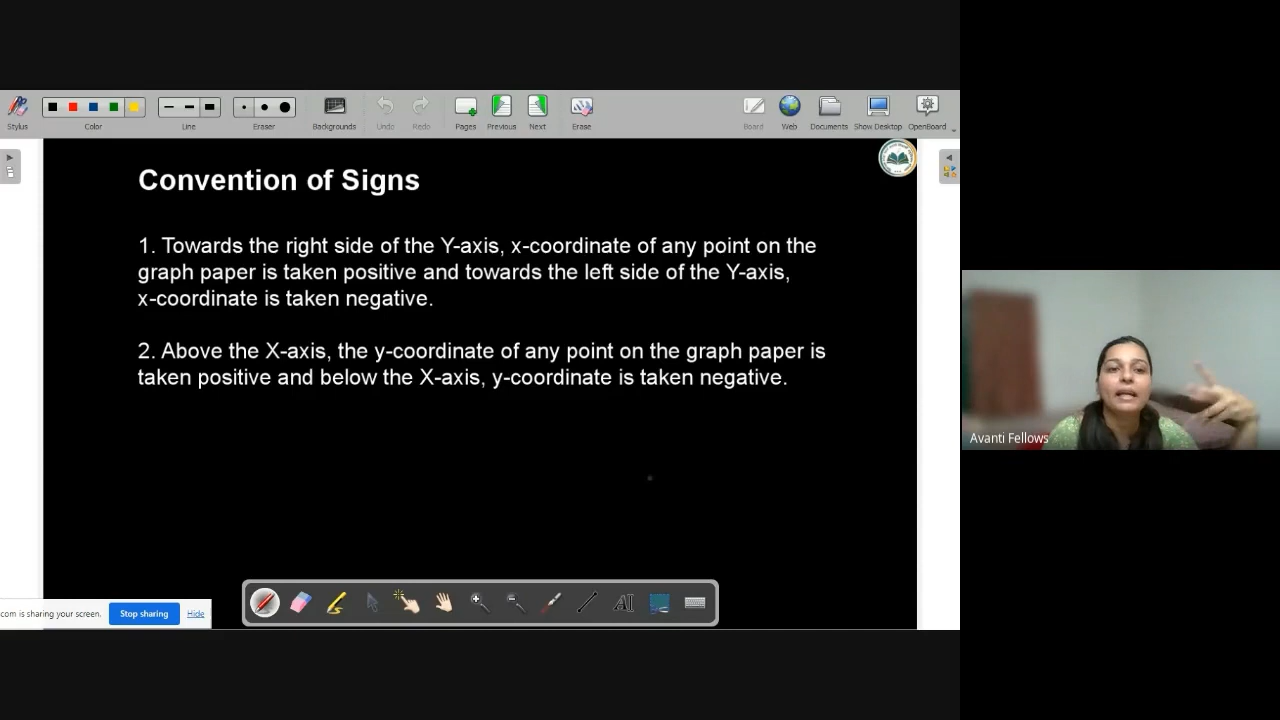 Stylus
Color
Line
Eraser
Backgrounds
Undo
Redo
Pages
Previous
Next
Erase
Board
Web
Documents
Show Desktop
OpenBoard
Convention of Signs
1. Towards the right side of the Y-axis, x-coordinate of any point on the
graph paper is taken positive and towards the left side of the Y-axis,
x-coordinate is taken negative.
2. Above the X-axis, the y-coordinate of any point on the graph paper is
taken positive and below the X-axis, y-coordinate is taken negative.
Avanti Fellows
com is sharing your screen.
Stop sharing
Hide
AI